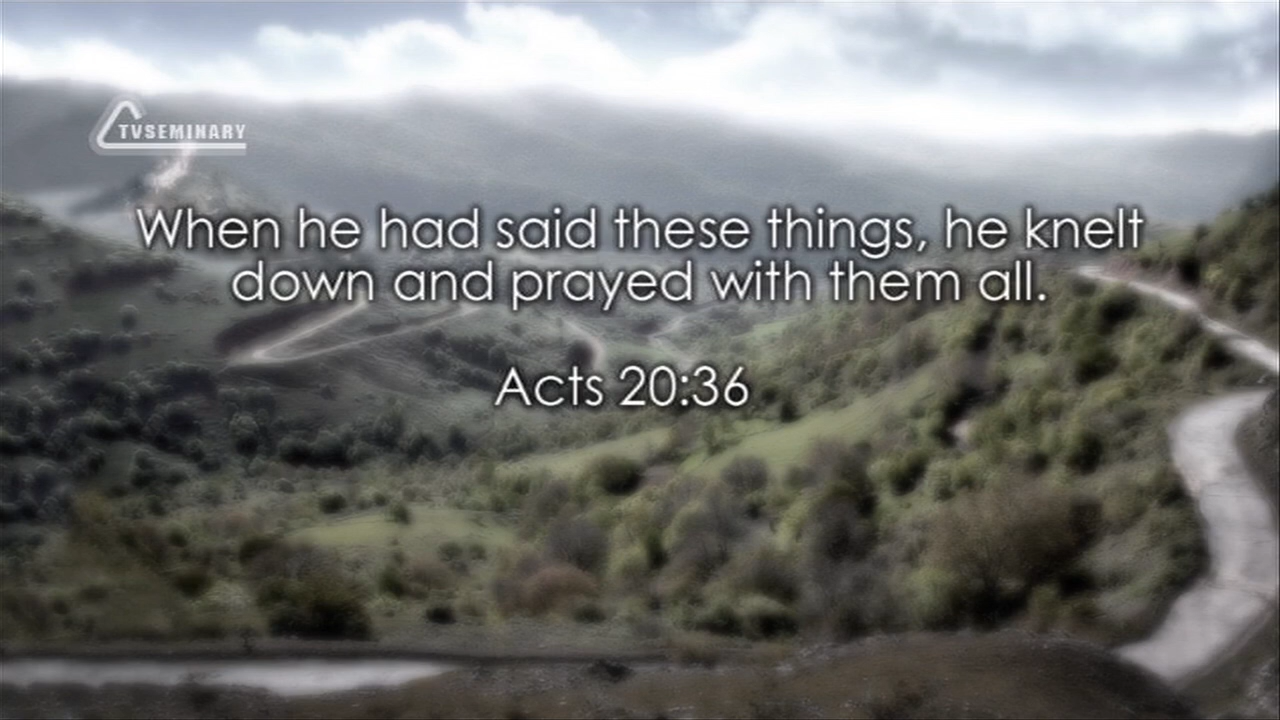 TVSEMINARY
When he had said these things, he knelt
down and prayed with them all.
Acts 20:36